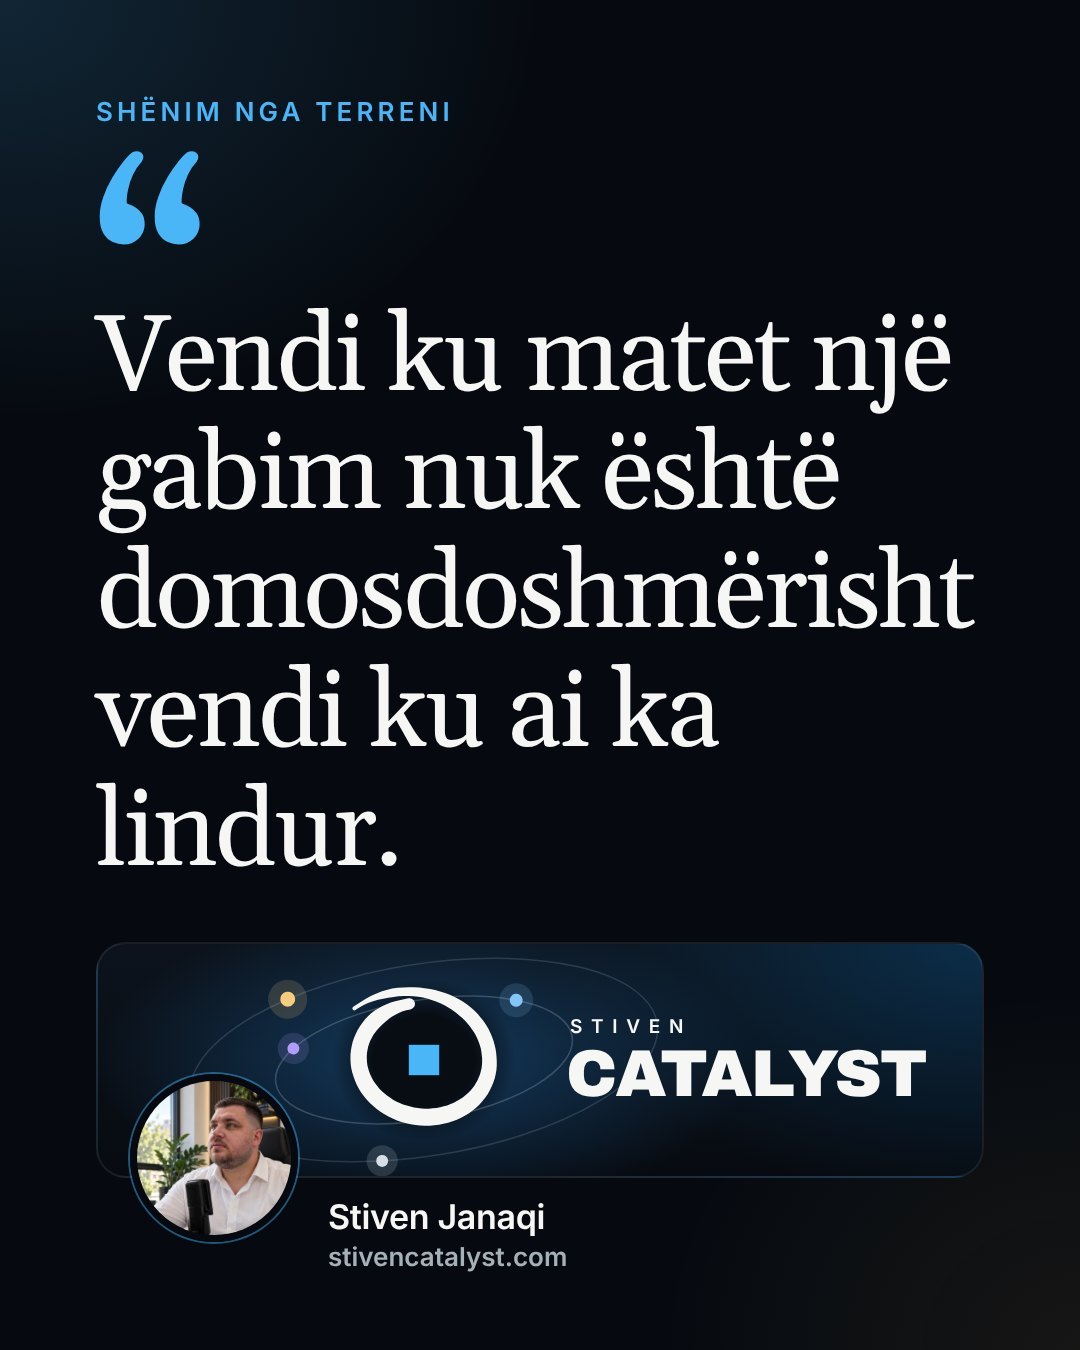 SHËNIM NGA TERRENI
“
Vendi ku matet një
gabim nuk është
domosdoshmërisht
vendi ku ai ka
lindur.
STIVEN
CATALYST
Stiven Janaqi
stivencatalyst.com